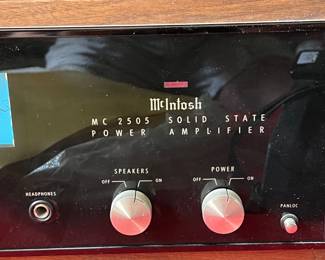 McIntosh
MC 2505 SOLID STATE
POWER AMPLIFIER
SPEAKERS
OFF ON
POWER
OFF ON
HEADPHONES
PANLOC